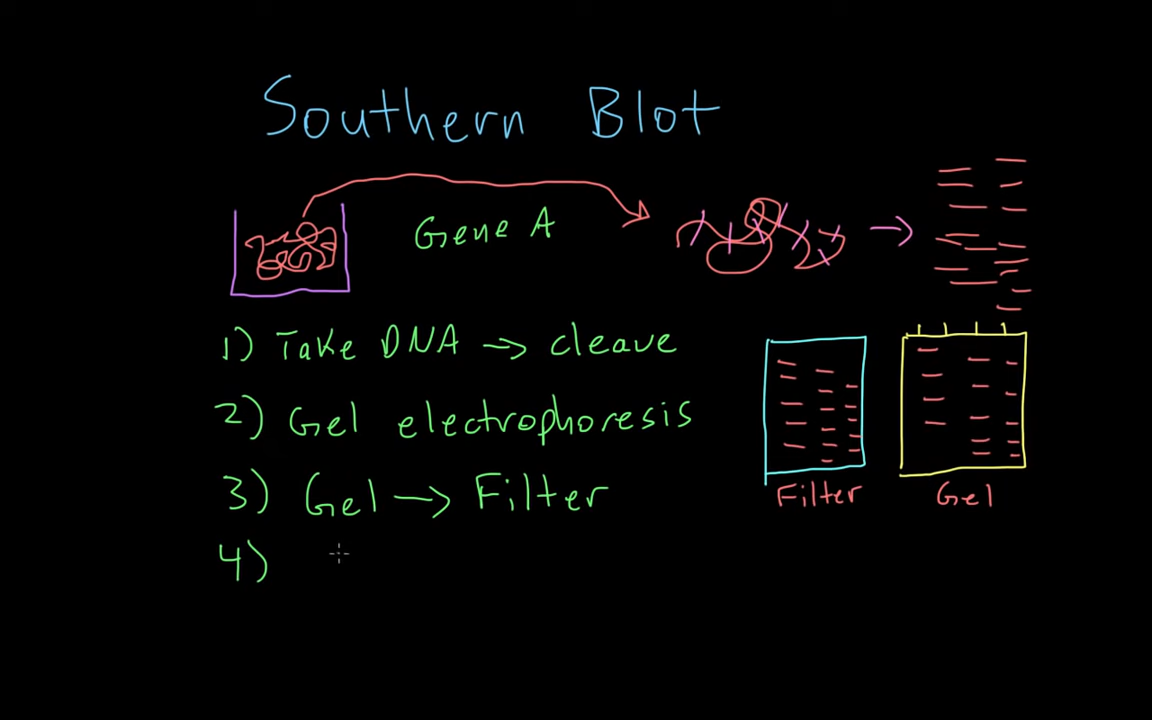 Southern Blot
Gene A
1) Take DNA → cleave
2) Gel electrophoresis
3) Gel → Filter
4)
Filter
Gel